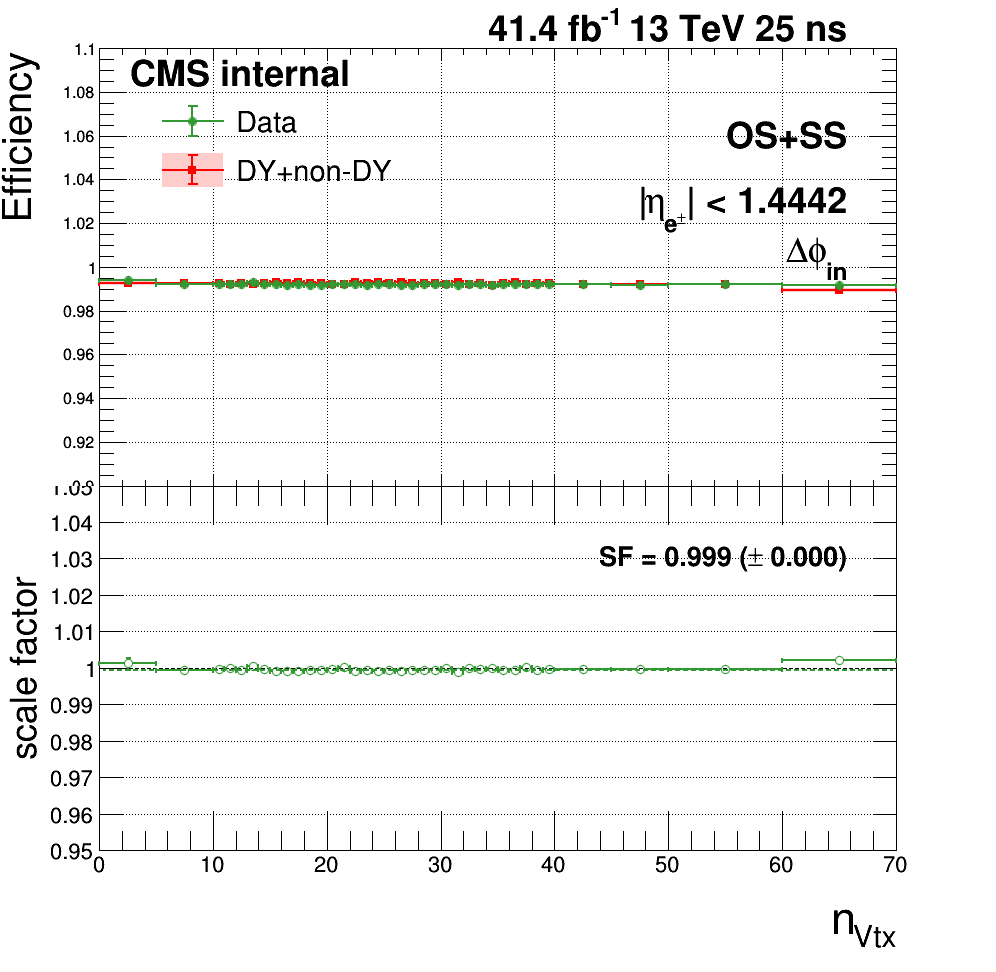 41.4 fb-1 13 TeV 25 ns
Efficiency
1.1
1.08
1.06
1.04
1.02
1
0.98
0.96
0.94
0.92
CMS internal
Data
DY+non-DY
OS+SS
|ηe±| < 1.4442
Δϕin
scale factor
1.04
1.03
1.02
1.01
1
0.99
0.98
0.97
0.96
0.95
SF = 0.999 (± 0.000)
0 10 20 30 40 50 60 70
nVtx